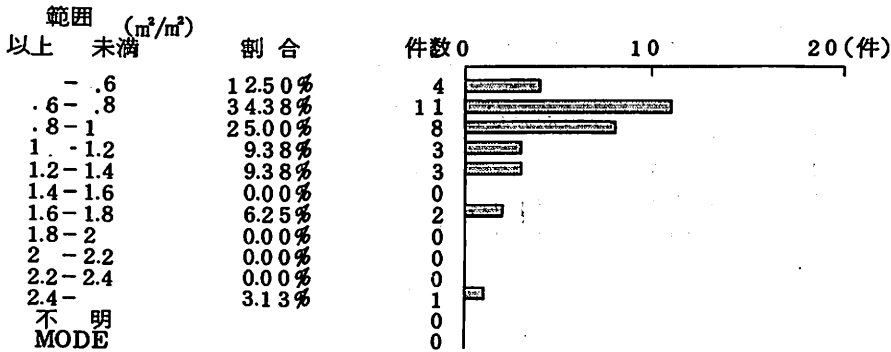 範囲 (㎡/㎡)
以上 未満 割合 件数 0 10 20(件)
- .6 12.50% 4
.6- .8 34.38% 11
.8-1 25.00% 8
1 -1.2 9.38% 3
1.2-1.4 9.38% 3
1.4-1.6 0.00% 0
1.6-1.8 6.25% 2
1.8-2 0.00% 0
2 -2.2 0.00% 0
2.2-2.4 0.00% 0
2.4- 3.13% 1
不明 0
MODE 0